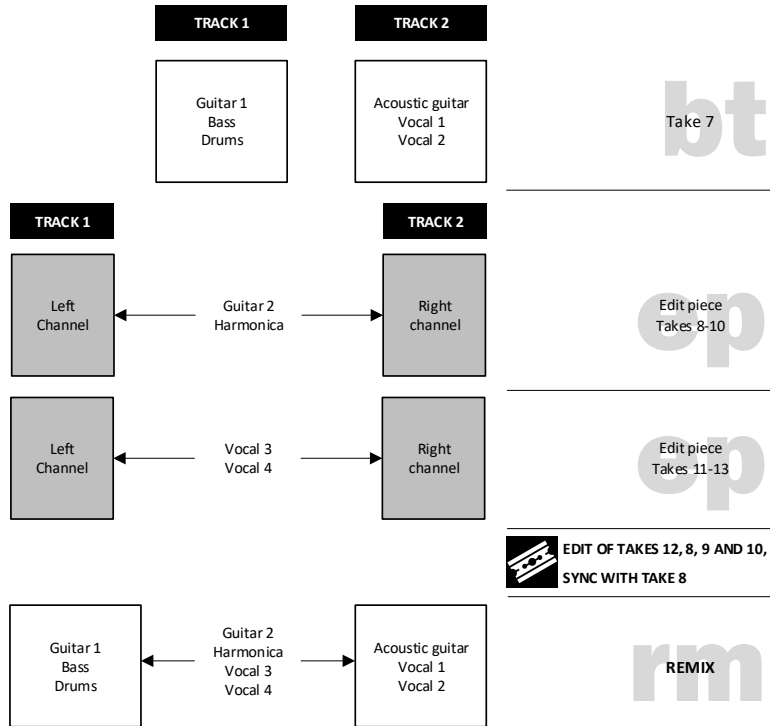 TRACK 1
TRACK 2
Guitar 1
Bass
Drums
Acoustic guitar
Vocal 1
Vocal 2
bt
Take 7
TRACK 1
TRACK 2
Left
Channel
Guitar 2
Harmonica
Right
channel
ep
Edit piece
Takes 8-10
Left
Channel
Vocal 3
Vocal 4
Right
channel
ep
Edit piece
Takes 11-13
EDIT OF TAKES 12, 8, 9 AND 10,
SYNC WITH TAKE 8
Guitar 1
Bass
Drums
Guitar 2
Harmonica
Vocal 3
Vocal 4
Acoustic guitar
Vocal 1
Vocal 2
rm
REMIX